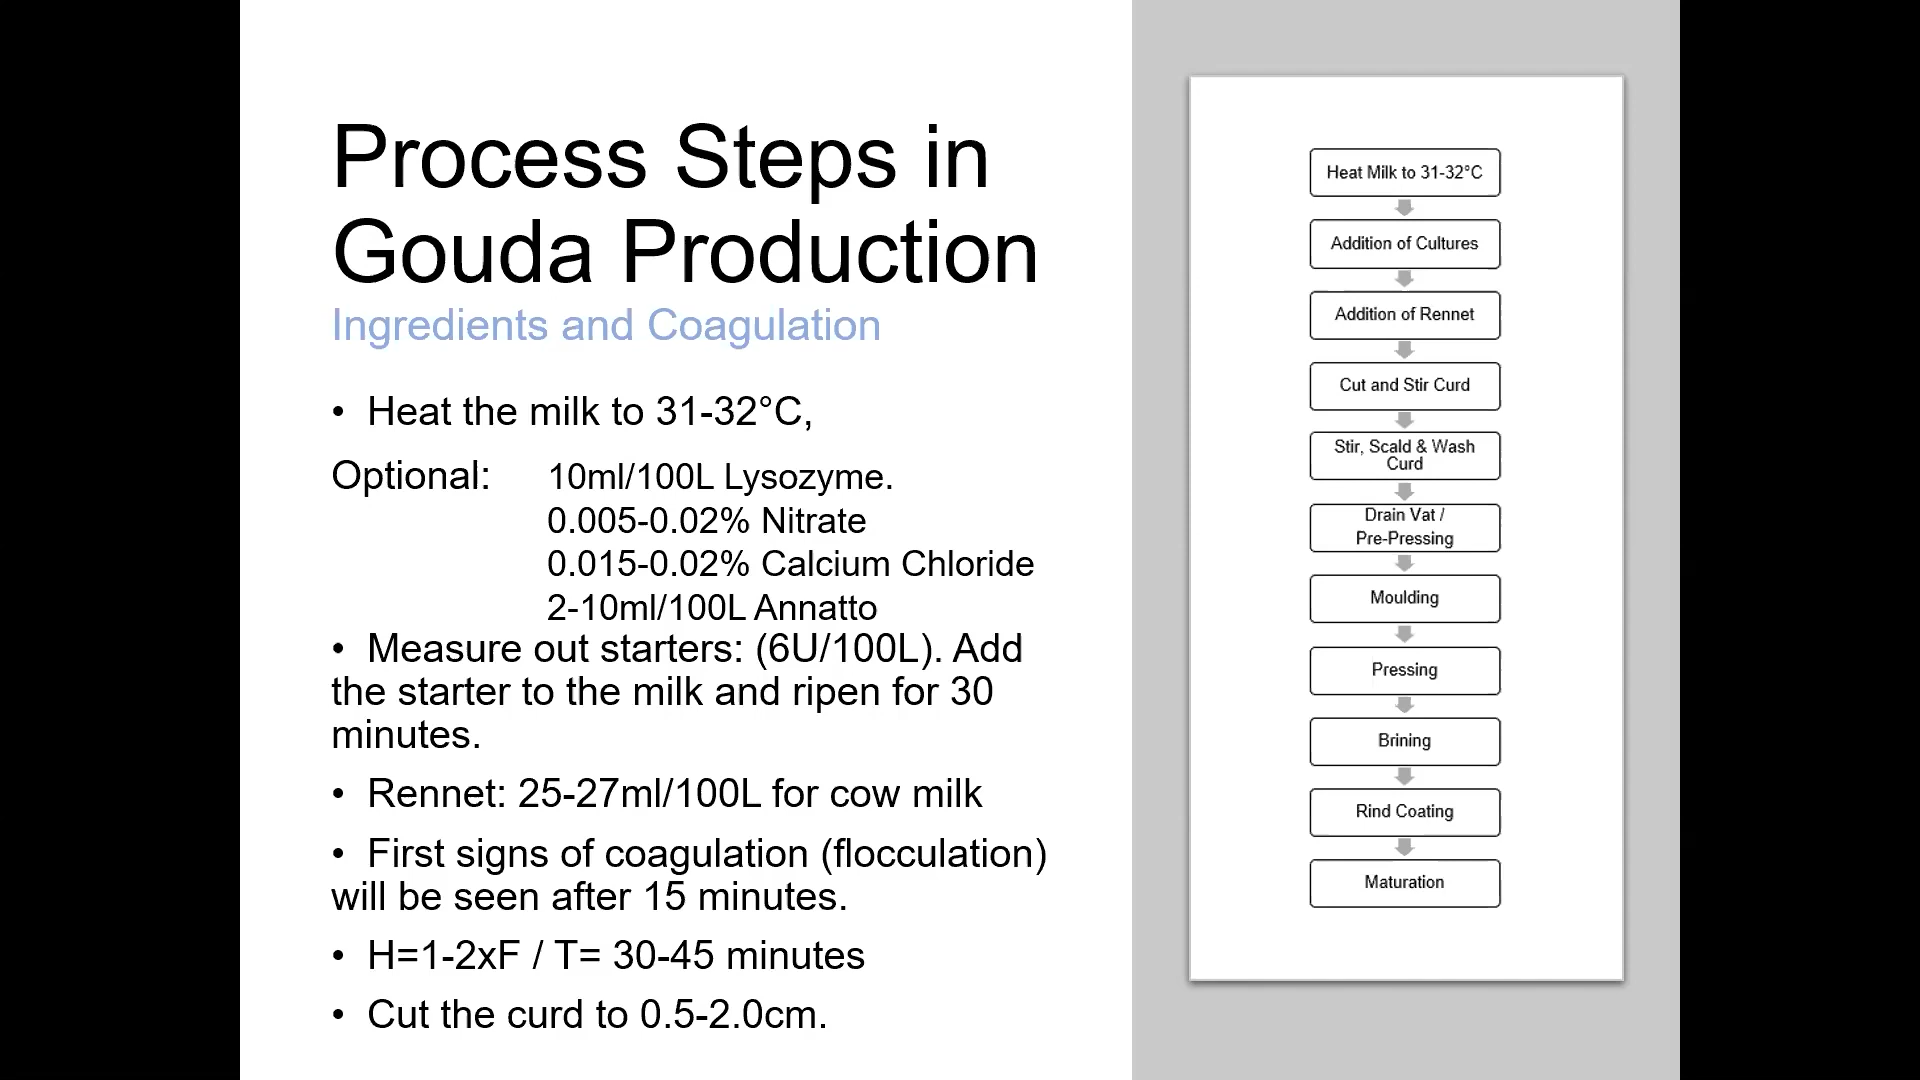 Process Steps in
Gouda Production
Ingredients and Coagulation
• Heat the milk to 31-32°C,
Optional: 10ml/100L Lysozyme.
0.005-0.02% Nitrate
0.015-0.02% Calcium Chloride
2-10ml/100L Annatto
• Measure out starters: (6U/100L). Add
the starter to the milk and ripen for 30
minutes.
• Rennet: 25-27ml/100L for cow milk
• First signs of coagulation (flocculation)
will be seen after 15 minutes.
• H=1-2xF / T= 30-45 minutes
• Cut the curd to 0.5-2.0cm.
Heat Milk to 31-32°C
Addition of Cultures
Addition of Rennet
Cut and Stir Curd
Stir, Scald & Wash
Curd
Drain Vat /
Pre-Pressing
Moulding
Pressing
Brining
Rind Coating
Maturation